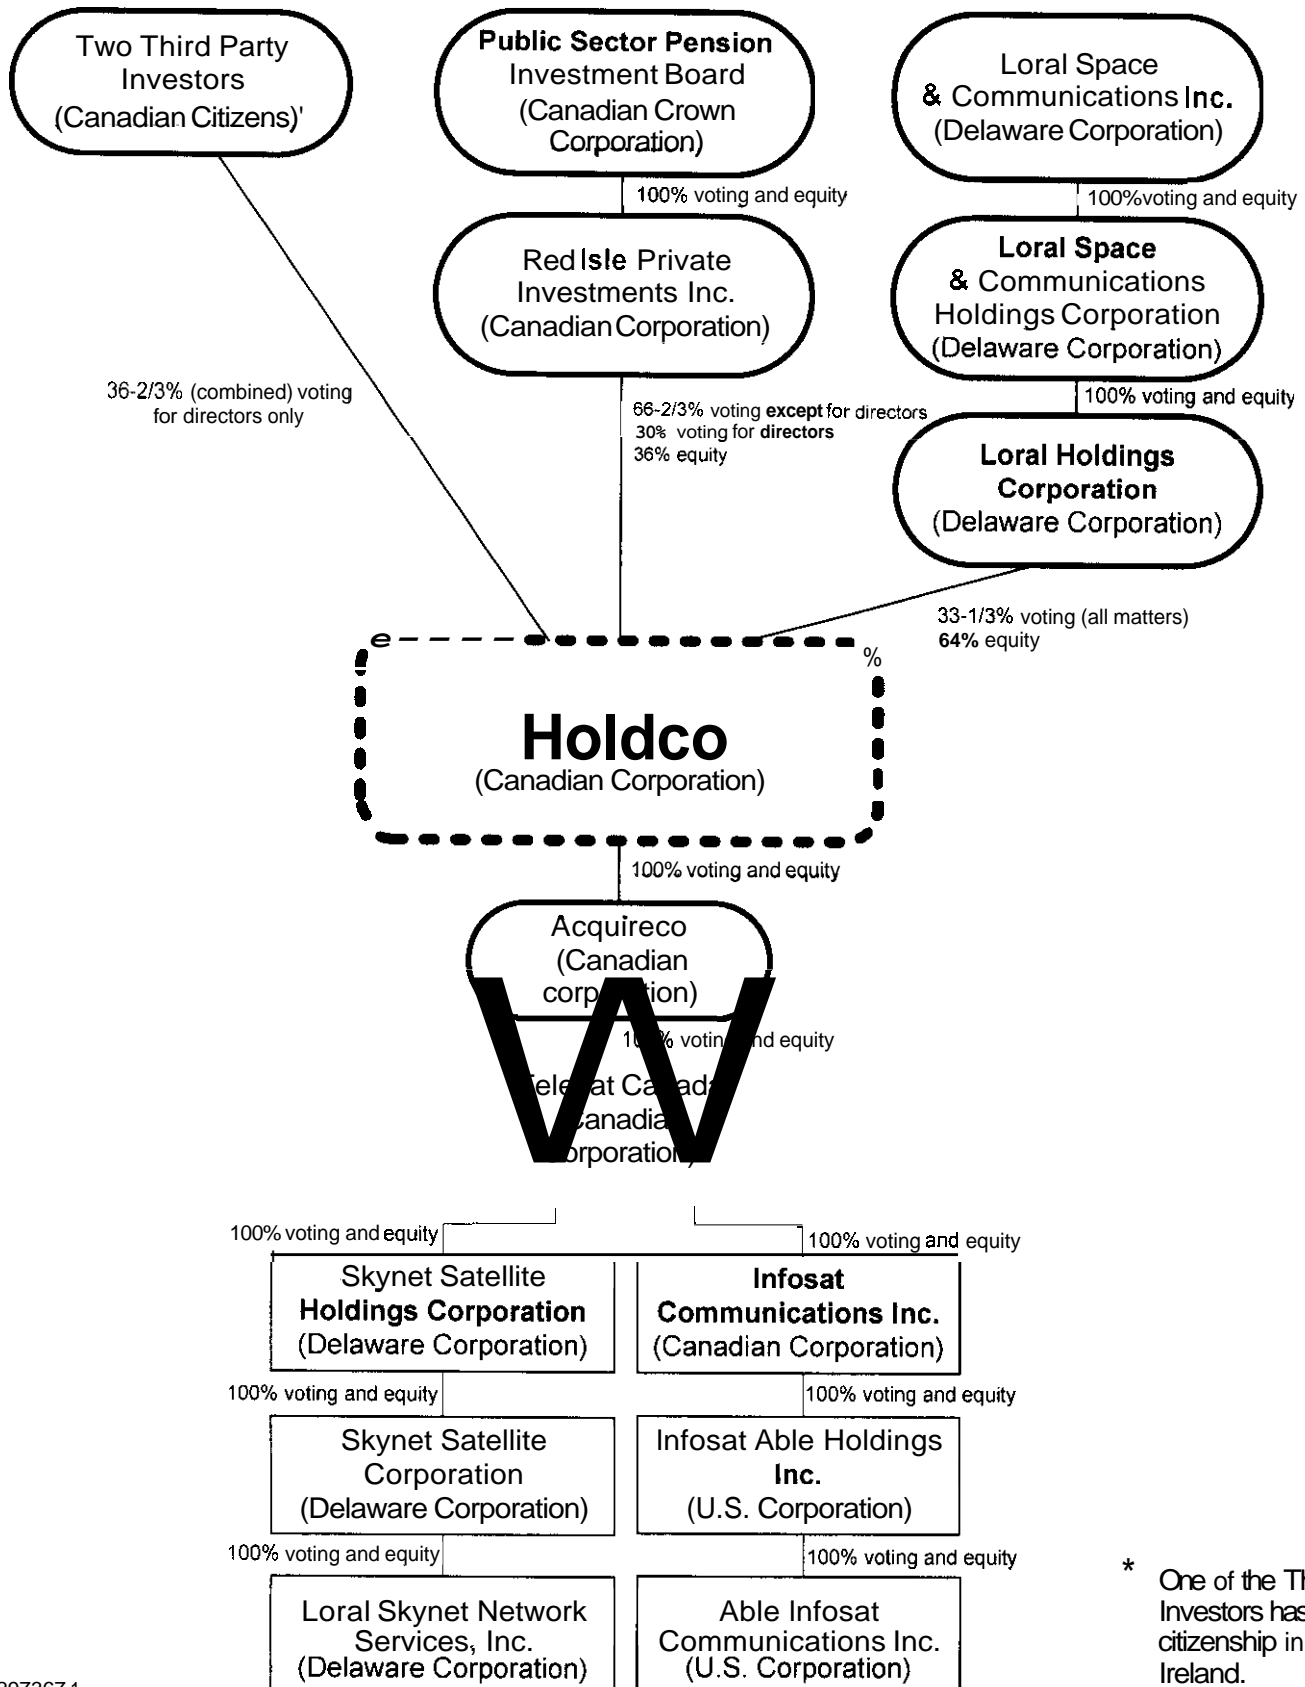 Two Third Party
Investors
(Canadian Citizens)'
Public Sector Pension
Investment Board
(Canadian Crown
Corporation)
Loral Space
& Communications Inc.
(Delaware Corporation)
100% voting and equity
100%voting and equity
Red Isle Private
Investments Inc.
(Canadian Corporation)
Loral Space
& Communications
Holdings Corporation
(Delaware Corporation)
36-2/3% (combined) voting
for directors only
66-2/3% voting except for directors
30% voting for directors
36% equity
100% voting and equity
Loral Holdings
Corporation
(Delaware Corporation)
33-1/3% voting (all matters)
64% equity
e
%
Holdco
(Canadian Corporation)
100% voting and equity
Acquireco
(Canadian
W
voting and equity
100% voting and equity
100% voting and equity
Skynet Satellite
Holdings Corporation
(Delaware Corporation)
Infosat
Communications Inc.
(Canadian Corporation)
100% voting and equity
100% voting and equity
Skynet Satellite
Corporation
(Delaware Corporation)
Infosat Able Holdings
Inc.
(U.S. Corporation)
100% voting and equity
100% voting and equity
Loral Skynet Network
Services, Inc.
(Delaware Corporation)
Able Infosat
Communications Inc.
(U.S. Corporation)
* One of the
Investors has
citizenship in
Ireland.